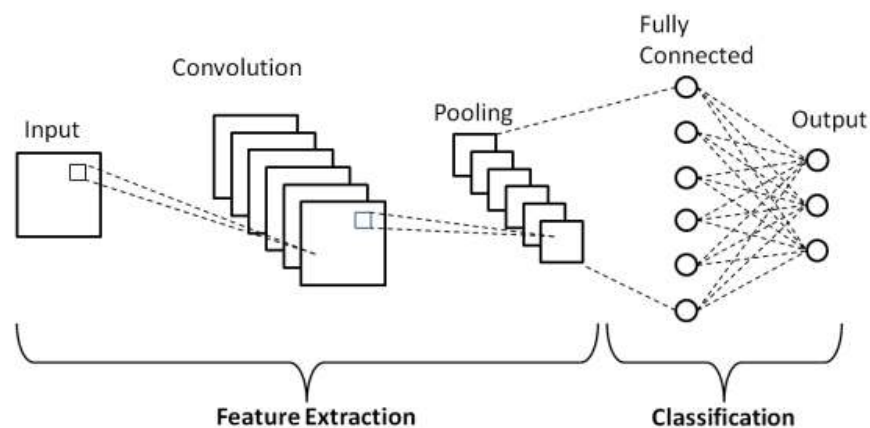 Input
Convolution
Pooling
Fully
Connected
Output
Feature Extraction
Classification